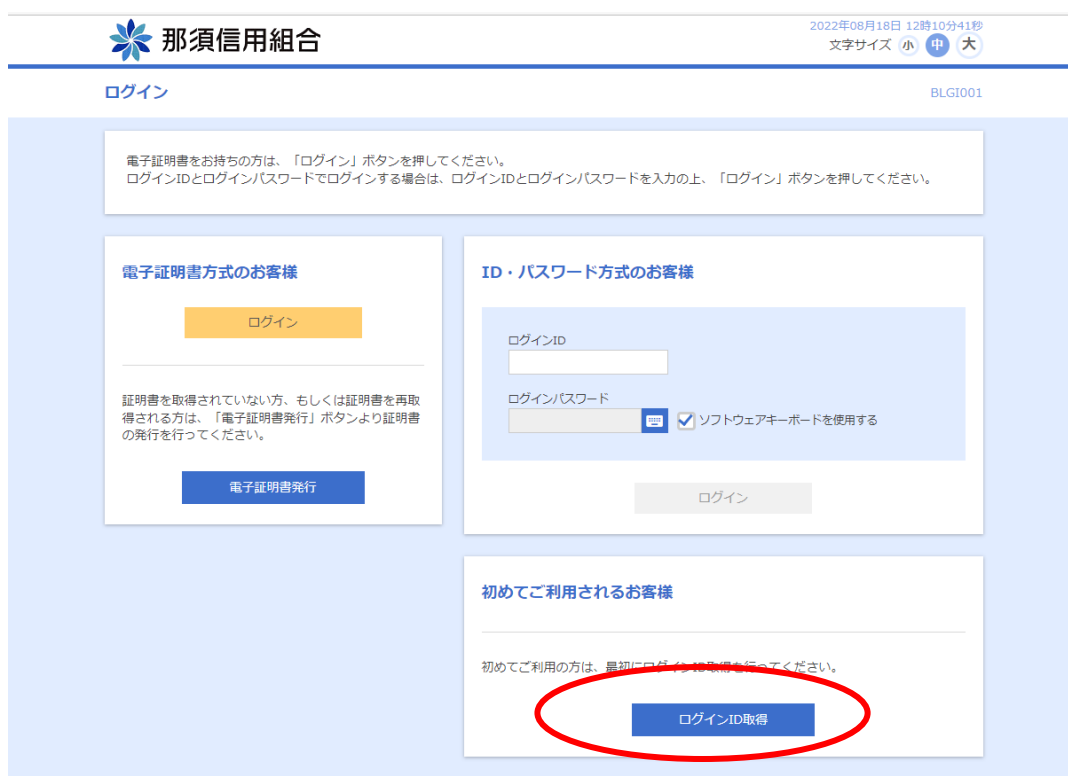 那須信用組合
2022年08月18日 12時10分41秒
文字サイズ 小 中 大
ログイン
BLGI001
電子証明書をお持ちの方は、「ログイン」ボタンを押してください。
ログインIDとログインパスワードでログインする場合は、ログインIDとログインパスワードを入力の上、「ログイン」ボタンを押してください。
電子証明書方式のお客様
ログイン
証明書を取得されていない方、もしくは証明書を再取
得される方は、「電子証明書発行」ボタンより証明書
の発行を行ってください。
電子証明書発行
ID・パスワード方式のお客様
ログインID
ログインパスワード
ソフトウェアキーボードを使用する
ログイン
初めてご利用されるお客様
初めてご利用の方は、最初にログインID取得を行ってください。
ログインID取得